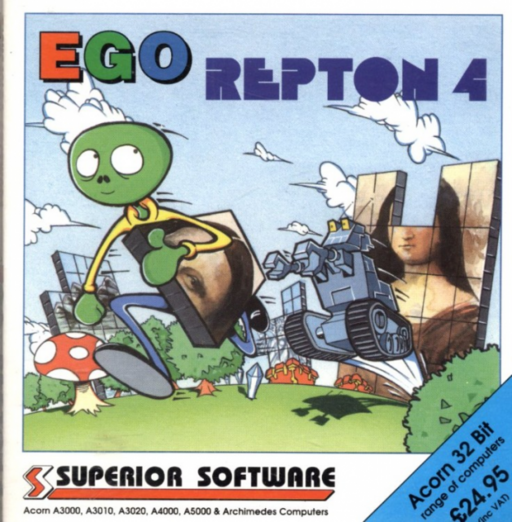 EGO
REPTON 4
SUPERIOR SOFTWARE
Acorn A3000, A3010, A3020, A4000, A5000 & Archimedes Computers
Acorn 32 Bit
range of computers
£24.95
(inc VAT)